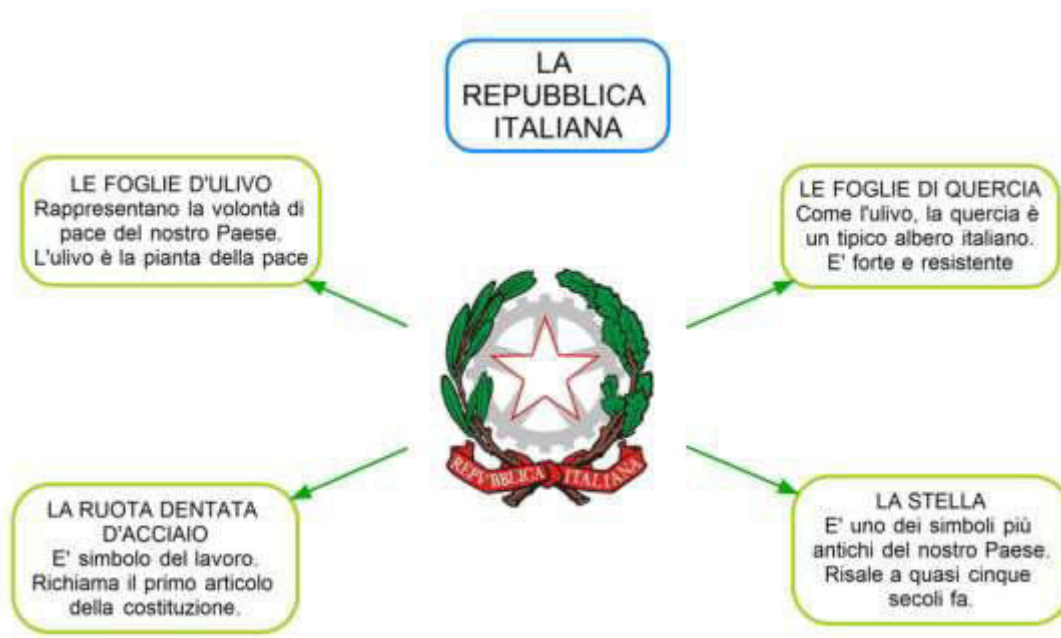 LA
REPUBBLICA
ITALIANA
LE FOGLIE D'ULIVO
Rappresentano la volontà di
pace del nostro Paese.
L'ulivo è la pianta della pace
LE FOGLIE DI QUERCIA
Come l'ulivo, la quercia è
un tipico albero italiano.
E' forte e resistente
REPVBBLICA ITALIANA
LA RUOTA DENTATA
D'ACCIAIO
E' simbolo del lavoro.
Richiama il primo articolo
della costituzione.
LA STELLA
E' uno dei simboli più
antichi del nostro Paese.
Risale a quasi cinque
secoli fa.